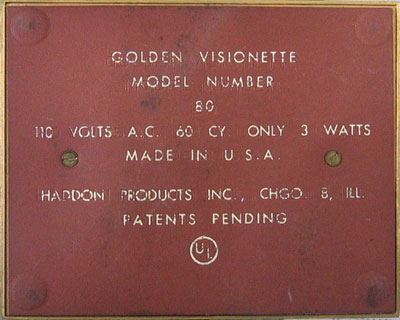 GOLDEN VISIONETTE
MODEL NUMBER
80
110 VOLTS A.C. 60 CY. ONLY 3 WATTS
MADE IN U.S.A.
HADDON PRODUCTS INC., CHGO. 8, ILL.
PATENTS PENDING
UL